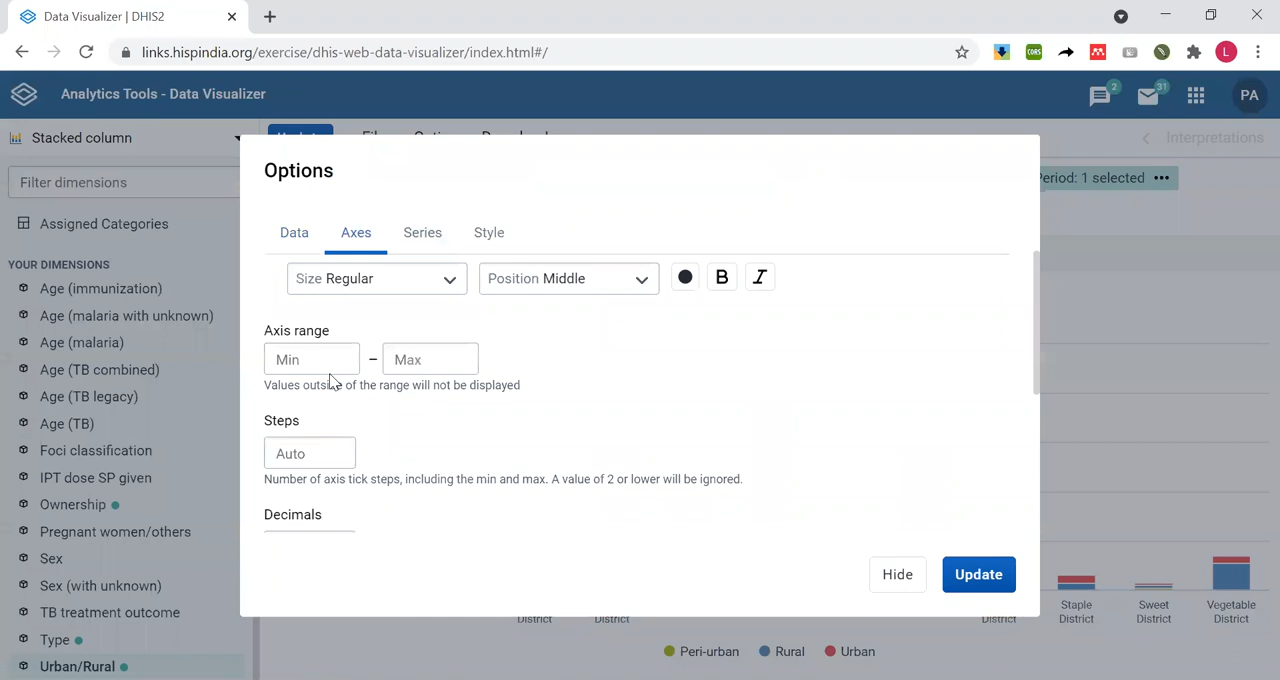 Data Visualizer | DHIS2
links.hispindia.org/exercise/dhis-web-data-visualizer/index.html#/
CORS
L
Analytics Tools - Data Visualizer
2
31
PA
Stacked column
Interpretations
Filter dimensions
Period: 1 selected
Assigned Categories
YOUR DIMENSIONS
Age (immunization)
Age (malaria with unknown)
Age (malaria)
Age (TB combined)
Age (TB legacy)
Age (TB)
Foci classification
IPT dose SP given
Ownership
Pregnant women/others
Sex
Sex (with unknown)
TB treatment outcome
Type
Urban/Rural
Options
Data Axes Series Style
Size Regular
Position Middle
B I
Axis range
Min – Max
Values outside of the range will not be displayed
Steps
Auto
Number of axis tick steps, including the min and max. A value of 2 or lower will be ignored.
Decimals
Hide Update
District District District
Staple District
Sweet District
Vegetable District
Peri-urban Rural Urban